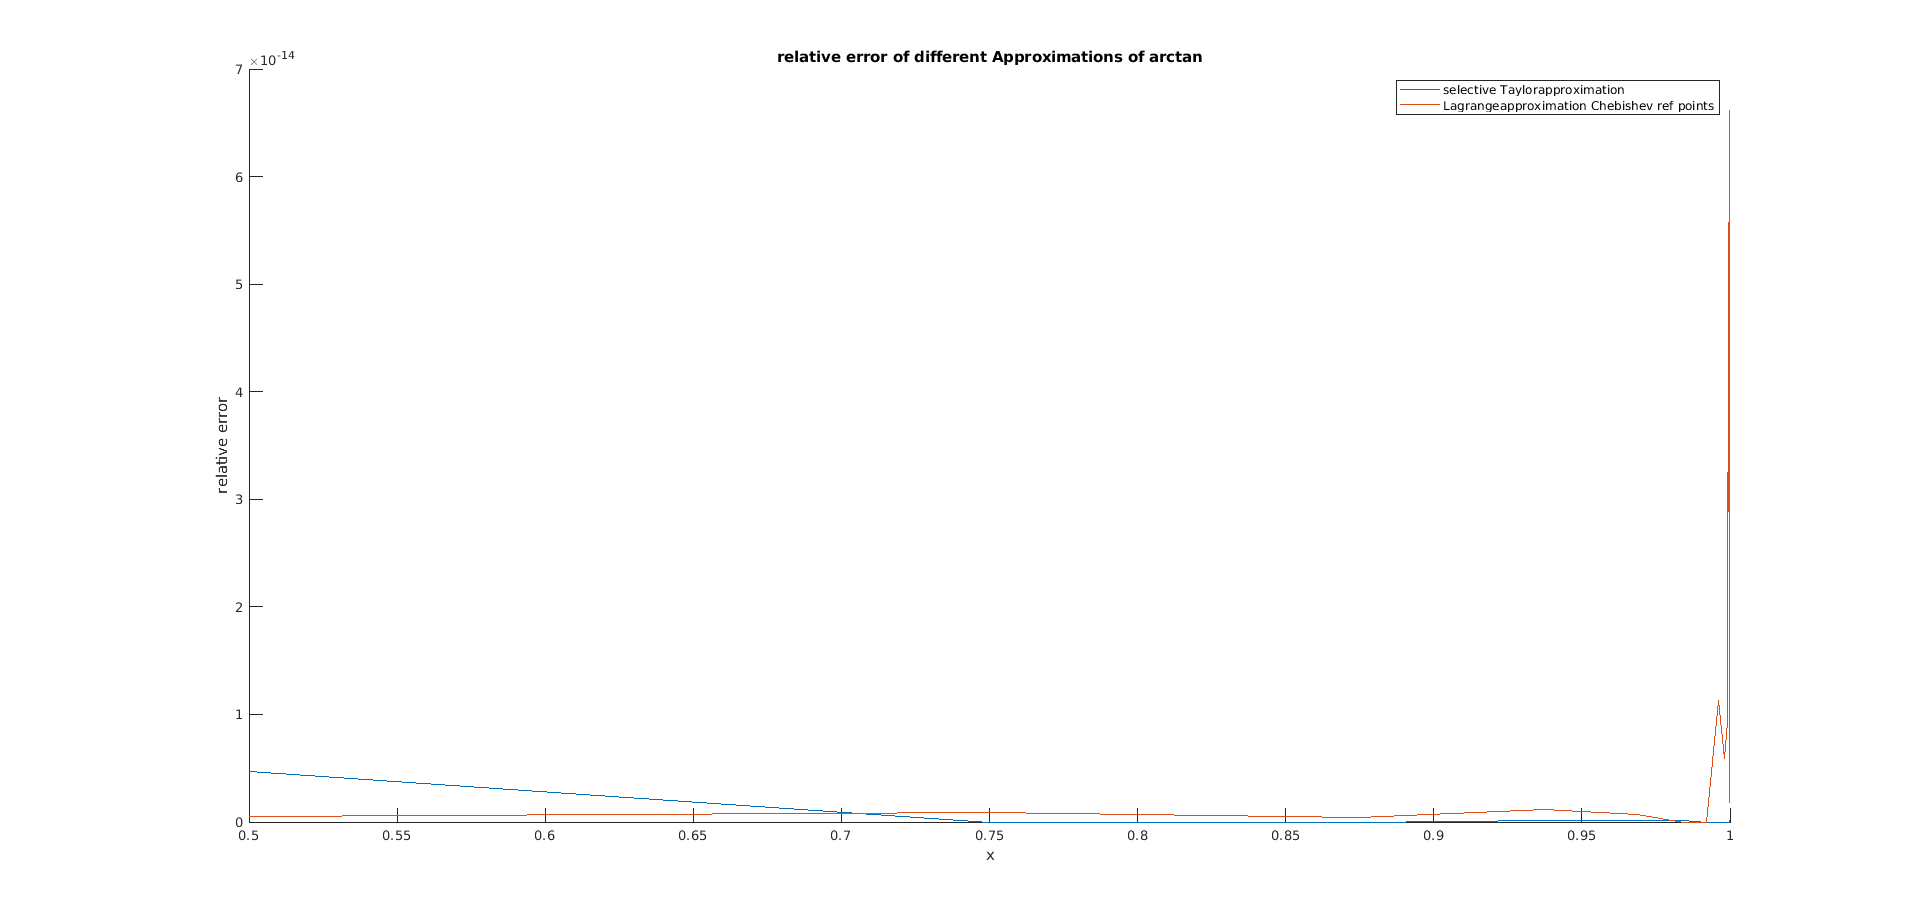 relative error of different Approximations of arctan
×10-14
selective Taylorapproximation
Lagrangeapproximation Chebishev ref points
7
6
5
4
3
2
1
0
relative error
0.5 0.55 0.6 0.65 0.7 0.75 0.8 0.85 0.9 0.95 1
x